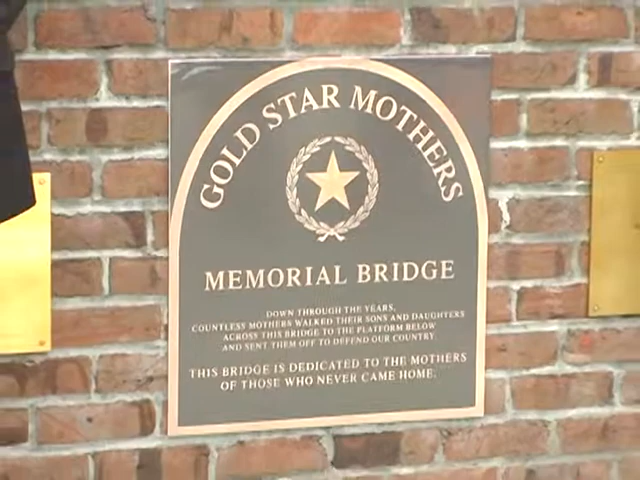 GOLD STAR MOTHERS
MEMORIAL BRIDGE
DOWN THROUGH THE YEARS,
COUNTLESS MOTHERS WALKED THEIR SONS AND DAUGHTERS
ACROSS THIS BRIDGE TO THE PLATFORM BELOW
AND SENT THEM OFF TO DEFEND OUR COUNTRY.
THIS BRIDGE IS DEDICATED TO THE MOTHERS
OF THOSE WHO NEVER CAME HOME.